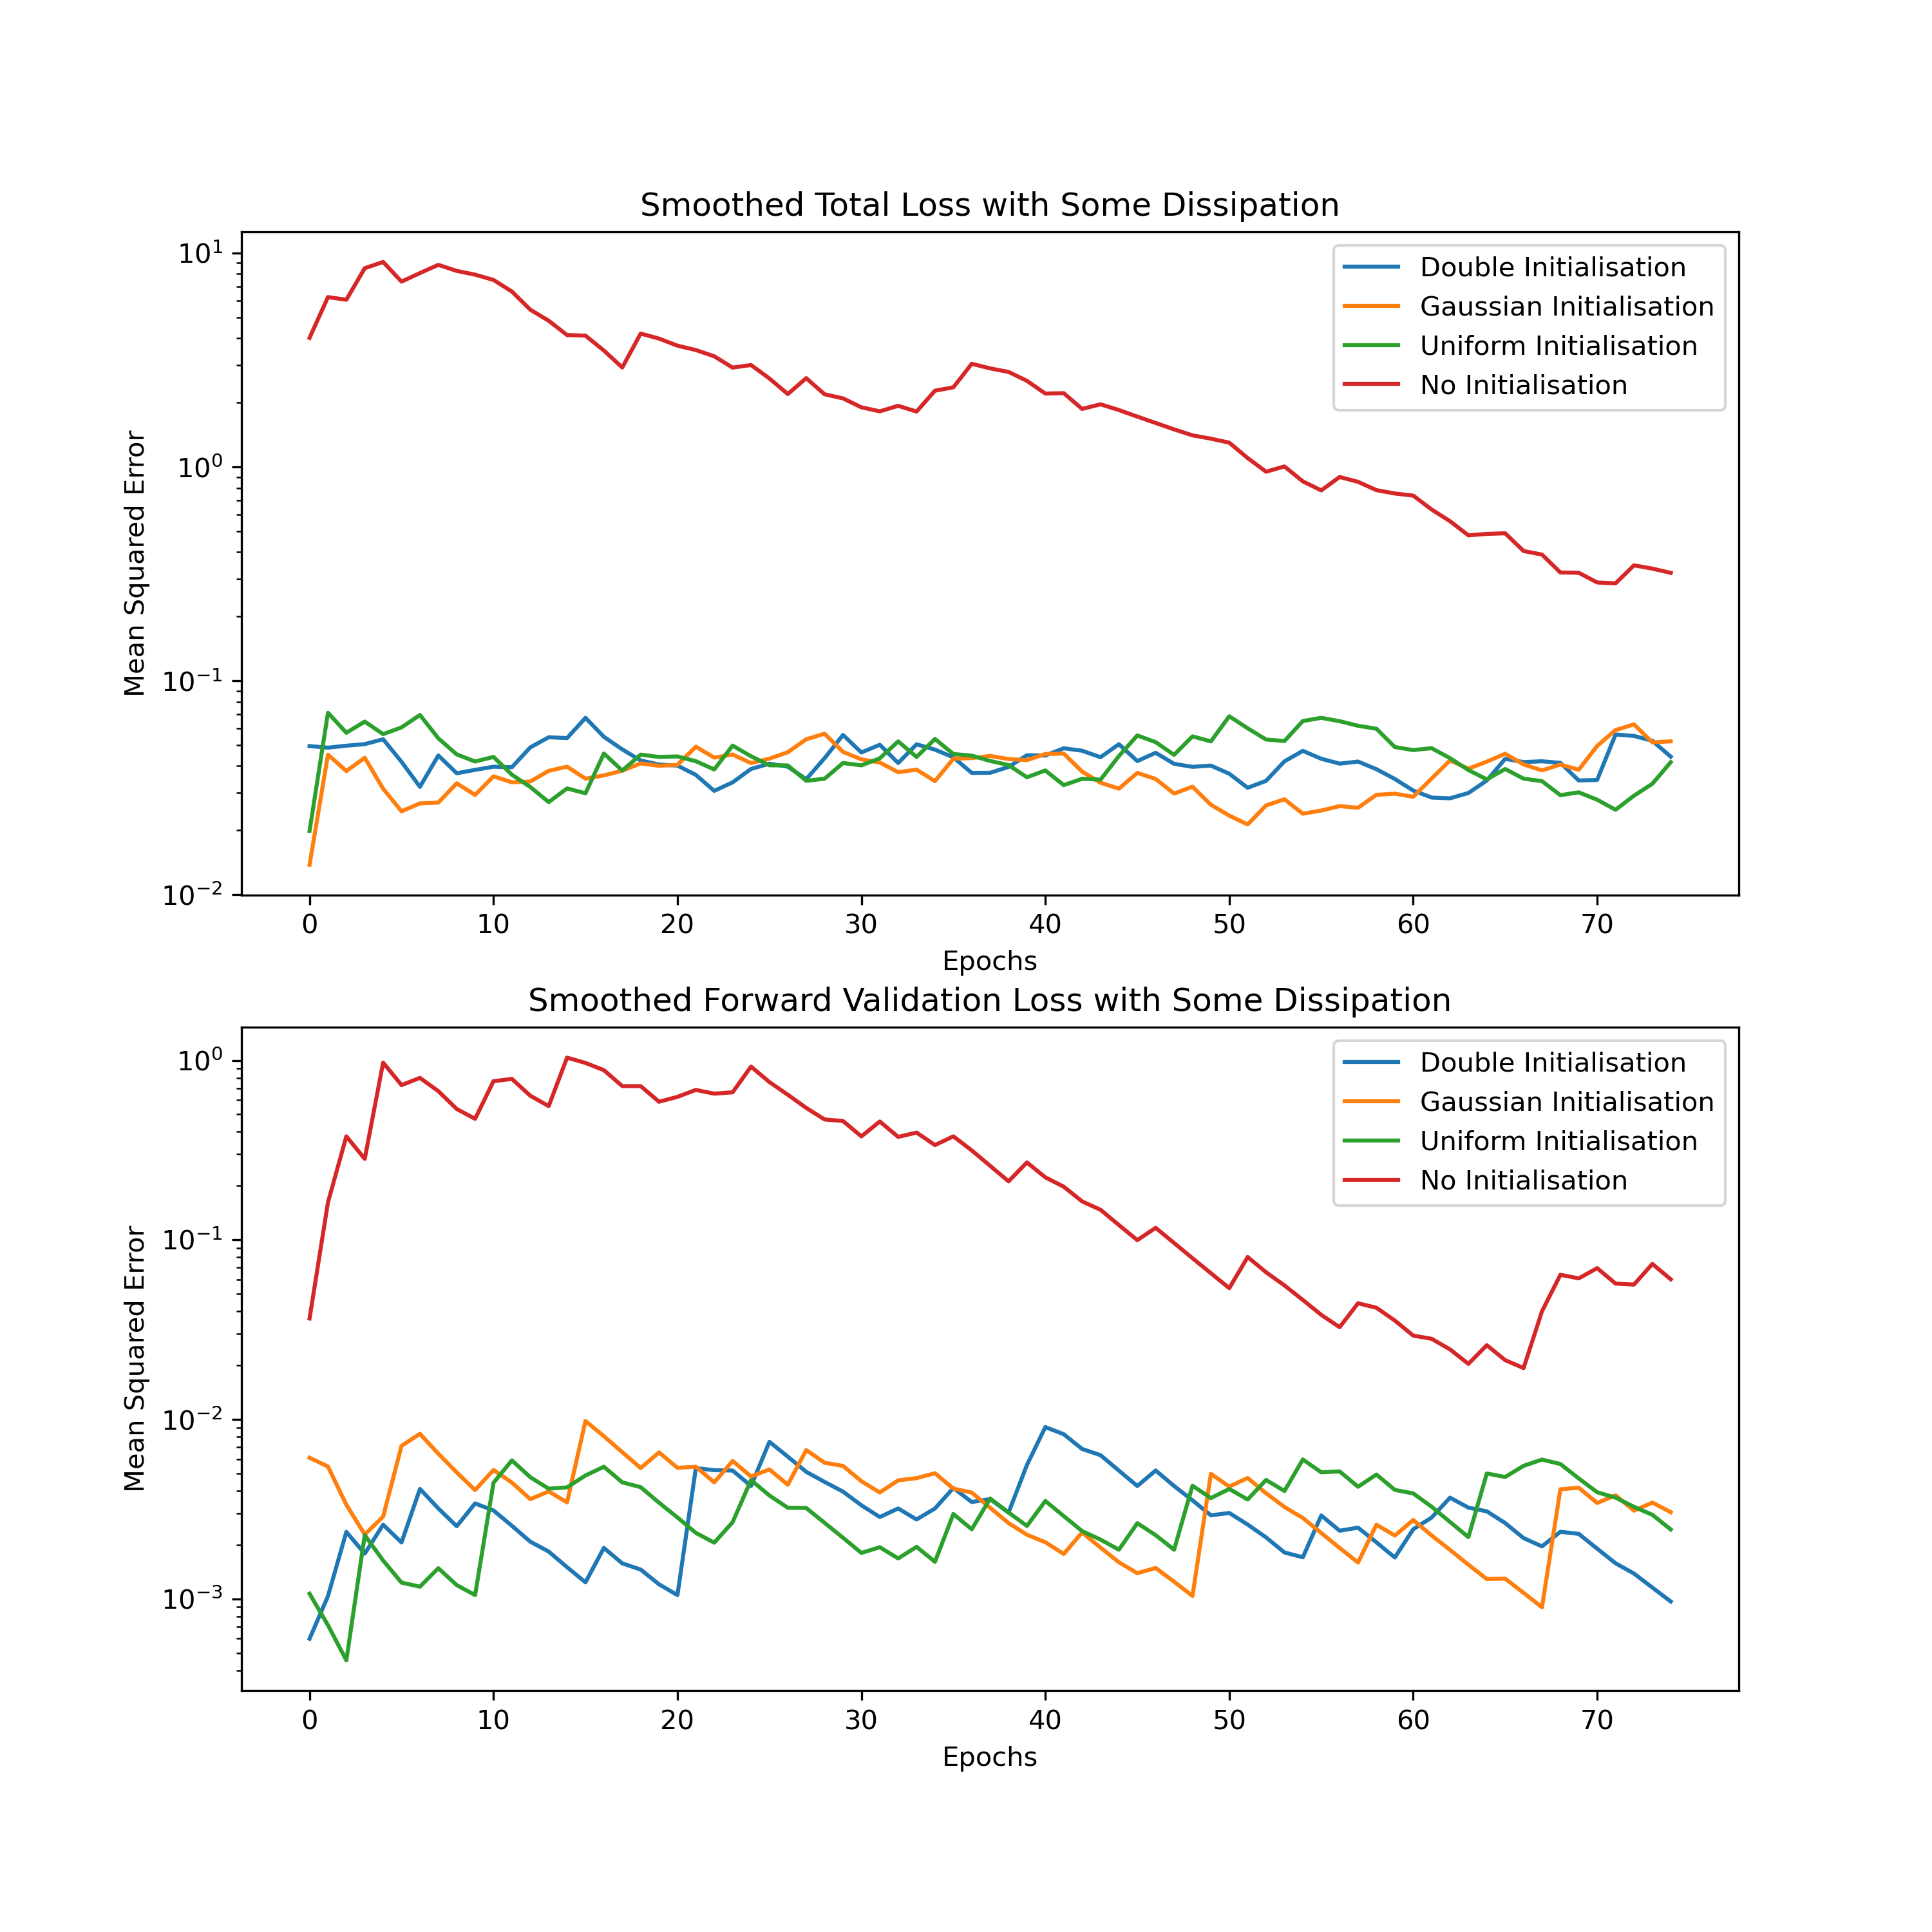 Smoothed Total Loss with Some Dissipation
Mean Squared Error
10¹
10⁰
10⁻¹
10⁻²
Double Initialisation
Gaussian Initialisation
Uniform Initialisation
No Initialisation
0 10 20 30 40 50 60 70
Epochs
Smoothed Forward Validation Loss with Some Dissipation
Mean Squared Error
10⁰
10⁻¹
10⁻²
10⁻³
Double Initialisation
Gaussian Initialisation
Uniform Initialisation
No Initialisation
0 10 20 30 40 50 60 70
Epochs